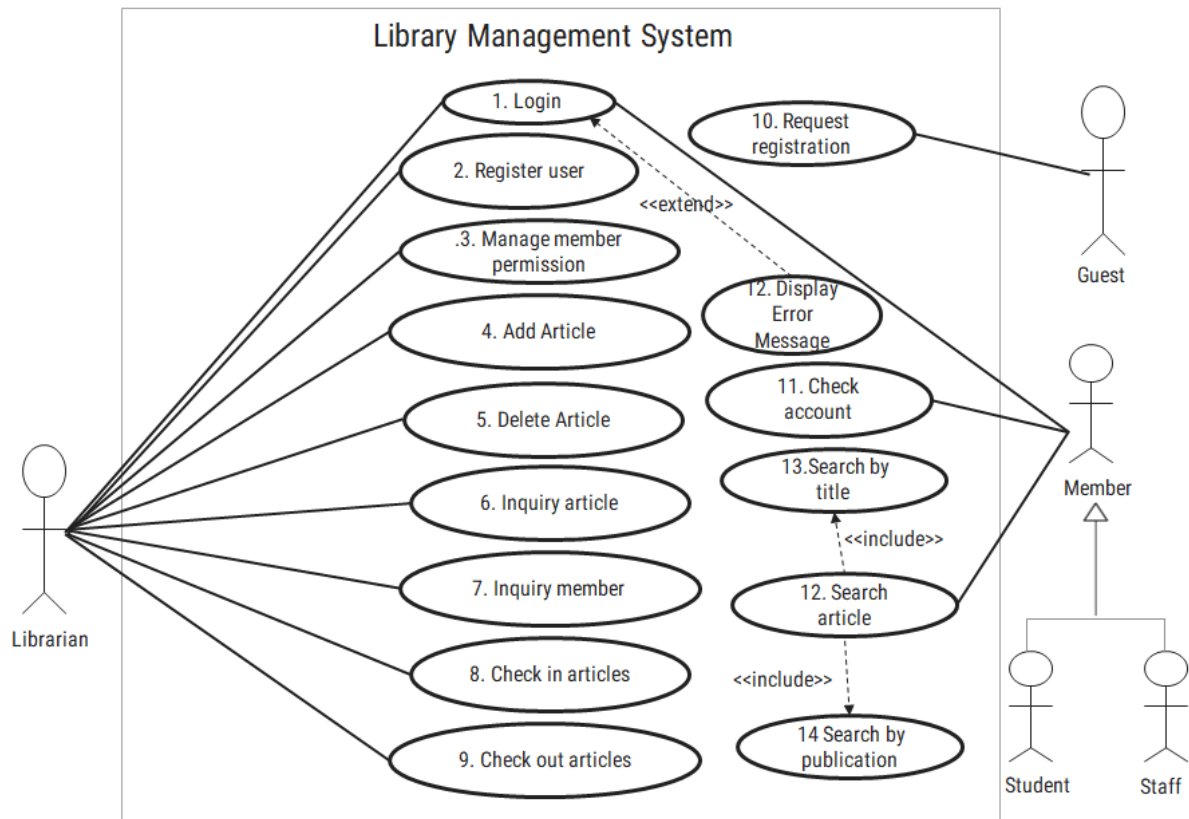 Library Management System
1. Login
10. Request
registration
2. Register user
<<extend>>
.3. Manage member
permission
Guest
12. Display
Error
Message
4. Add Article
11. Check
account
5. Delete Article
13.Search by
title
Member
6. Inquiry article
<<include>>
7. Inquiry member
12. Search
article
Librarian
8. Check in articles
<<include>>
14 Search by
publication
9. Check out articles
Student
Staff